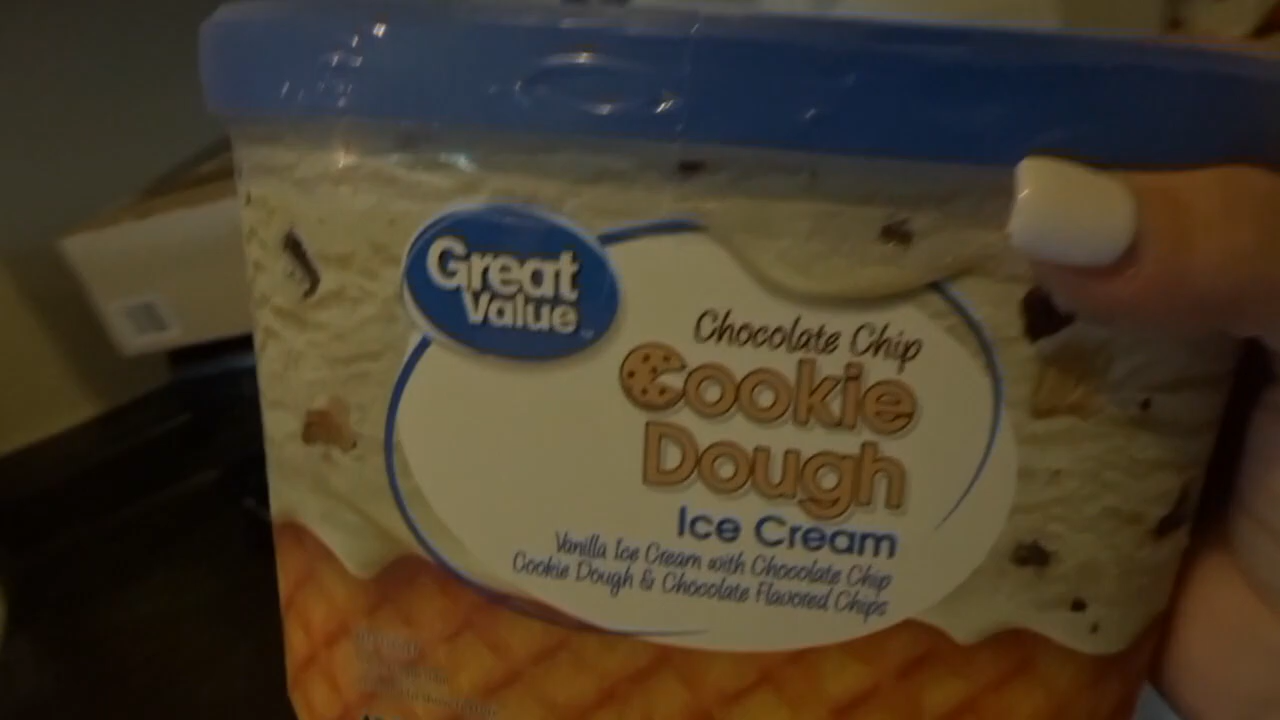 Great
Value
Chocolate Chip
Cookie
Dough
Ice Cream
Vanilla Ice Cream with Chocolate Chip
Cookie Dough & Chocolate Flavored Chips